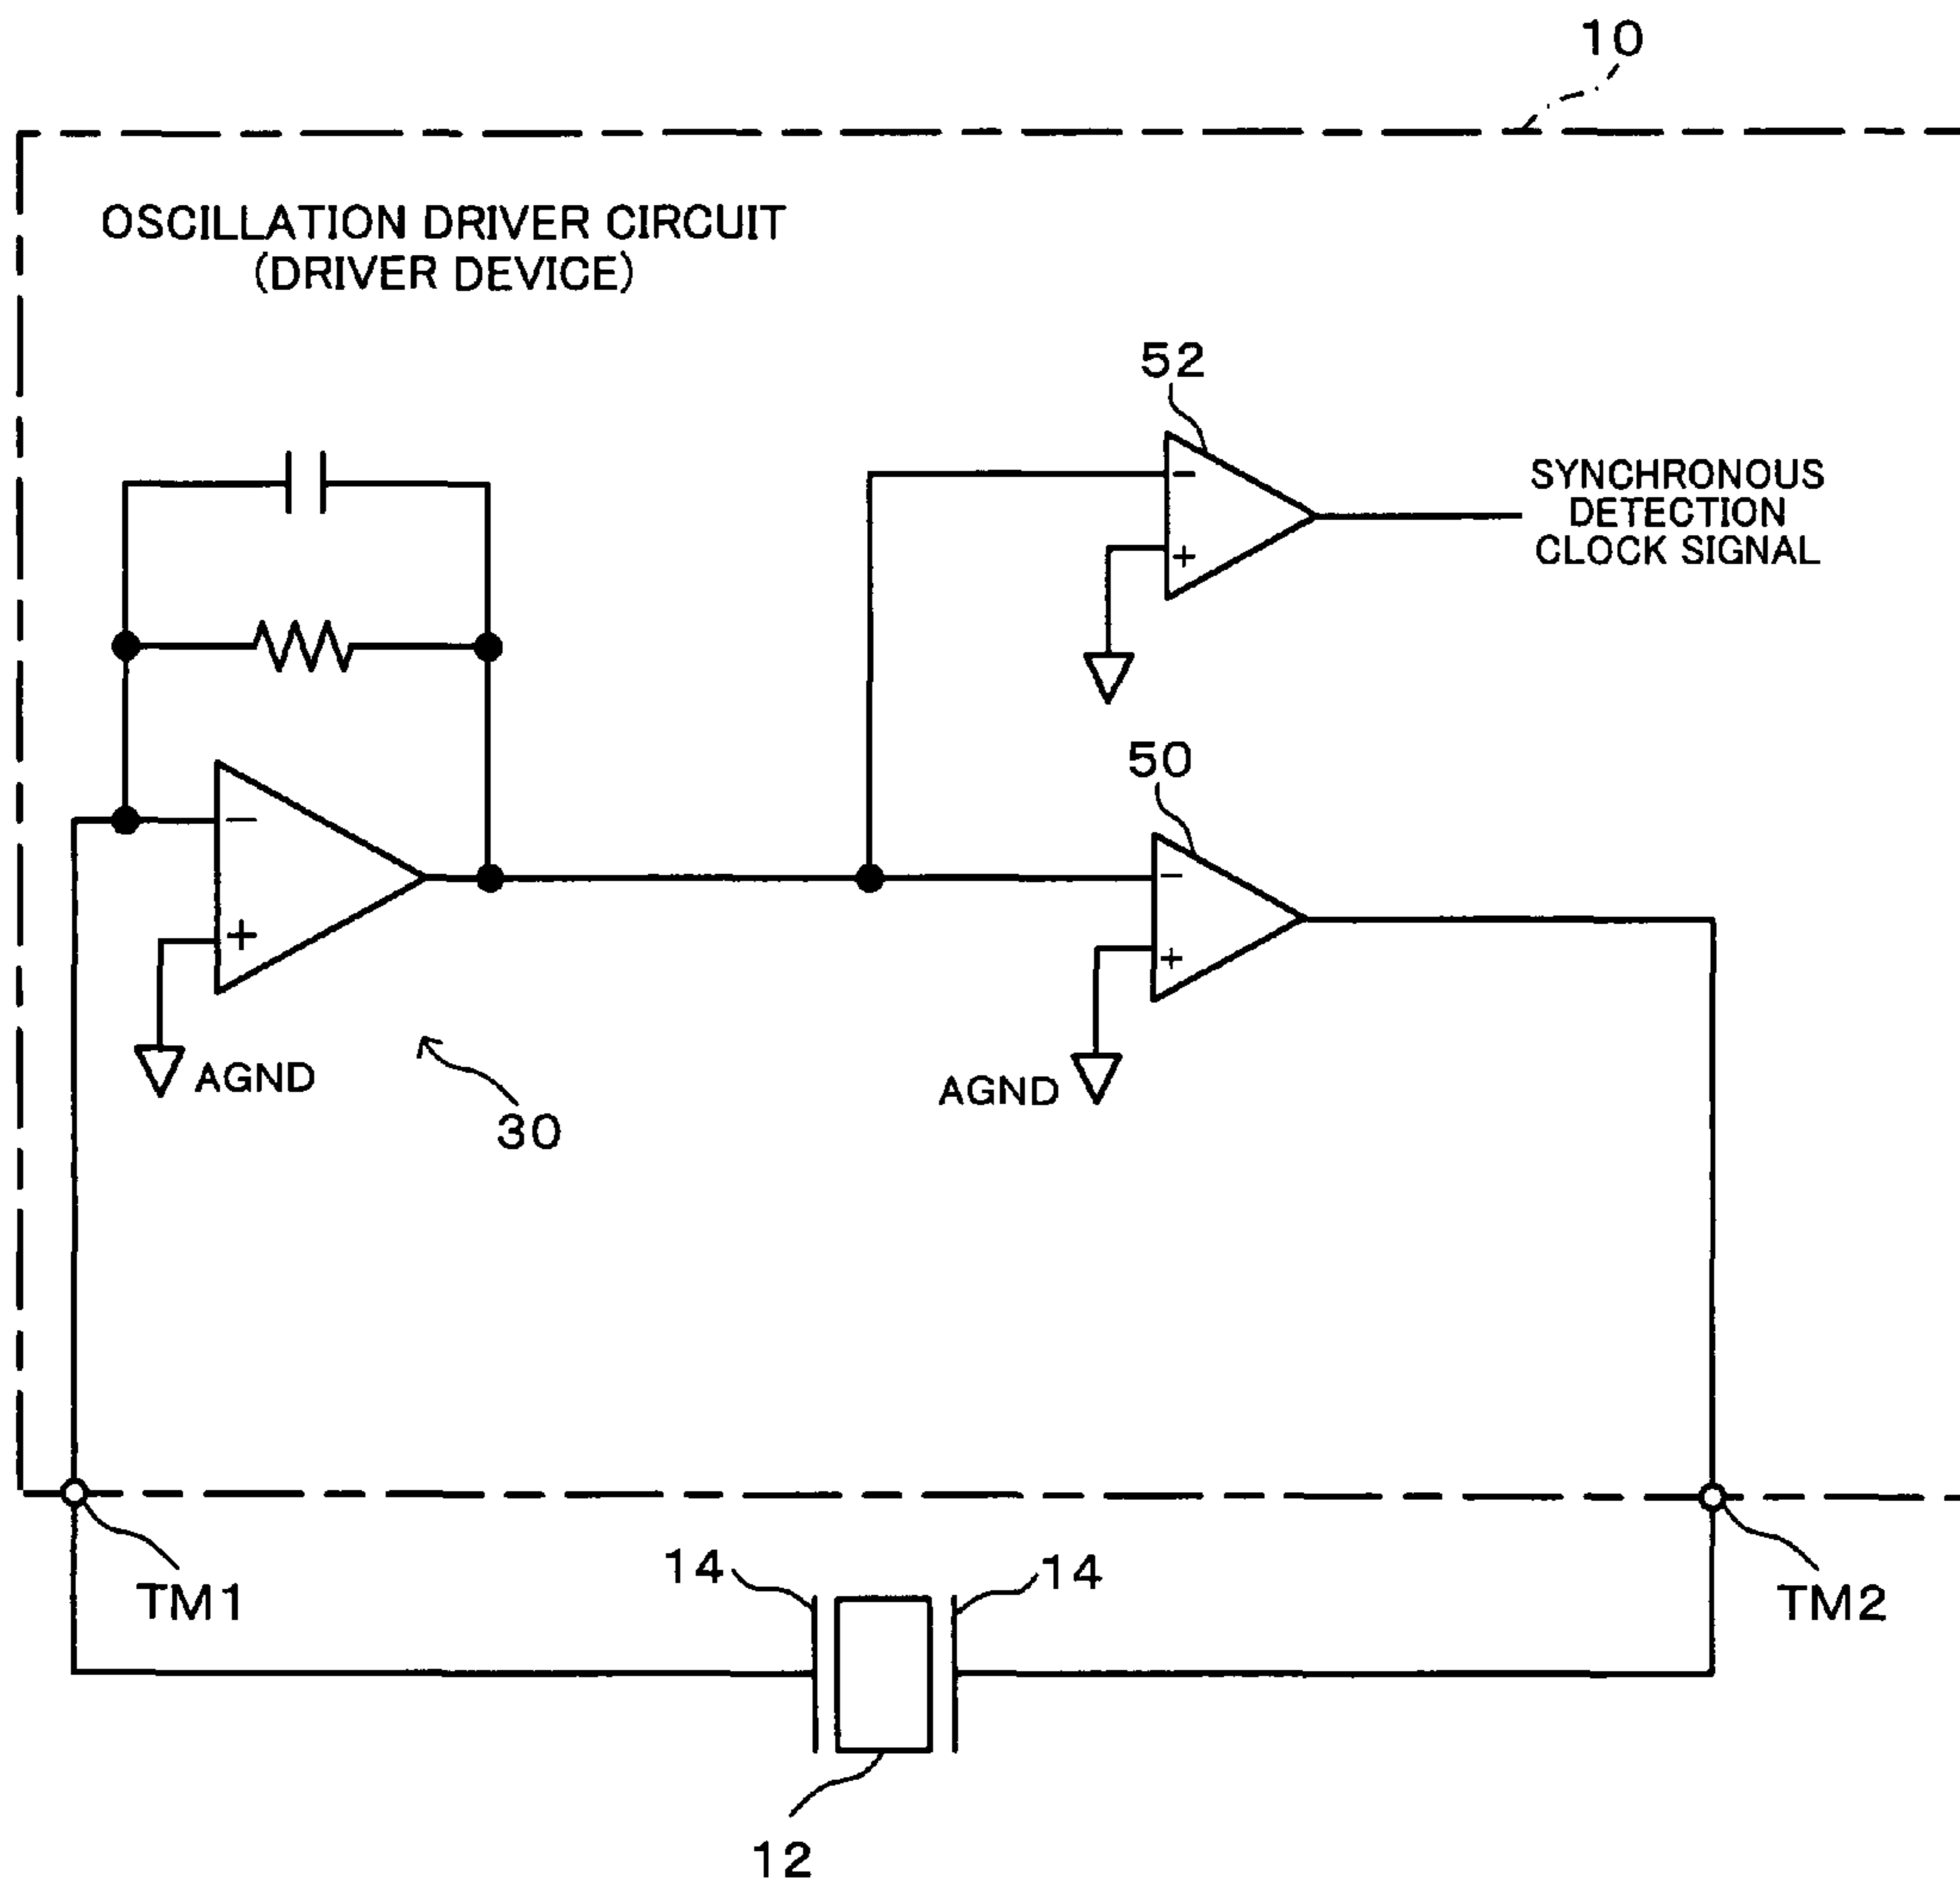 10
OSCILLATION DRIVER CIRCUIT
(DRIVER DEVICE)
52
−
+
SYNCHRONOUS
DETECTION
CLOCK SIGNAL
50
−
+
AGND
−
+
AGND
30
TM1
14
14
TM2
12